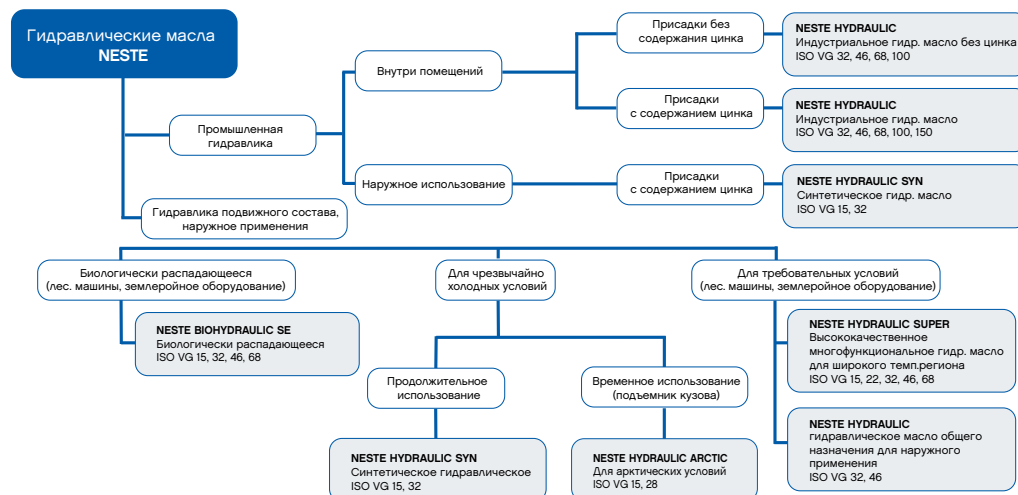 Гидравлические масла
NESTE
Промышленная
гидравлика
Гидравлика подвижного состава,
наружное применения
Внутри помещений
Наружное использование
Присадки без
содержания цинка
Присадки
с содержанием цинка
Присадки
с содержанием цинка
NESTE HYDRAULIC
Индустриальное гидр. масло без цинка
ISO VG 32, 46, 68, 100
NESTE HYDRAULIC
Индустриальное гидр. масло
ISO VG 32, 46, 68, 100, 150
NESTE HYDRAULIC SYN
Синтетическое гидр. масло
ISO VG 15, 32
Биологически распадающееся
(лес. машины, землеройное оборудование)
NESTE BIOHYDRAULIC SE
Биологически распадающееся
ISO VG 15, 32, 46, 68
Для чрезвычайно
холодных условий
Продолжительное
использование
NESTE HYDRAULIC SYN
Синтетическое гидравлическое
ISO VG 15, 32
Временное использование
(подъемник кузова)
NESTE HYDRAULIC ARCTIC
Для арктических условий
ISO VG 15, 28
Для требовательных условий
(лес. машины, землеройное оборудование)
NESTE HYDRAULIC SUPER
Высококачественное
многофункциональное гидр. масло
для широкого темп.региона
ISO VG 15, 22, 32, 46, 68
NESTE HYDRAULIC
гидравлическое масло общего
назначения для наружного
применения
ISO VG 32, 46